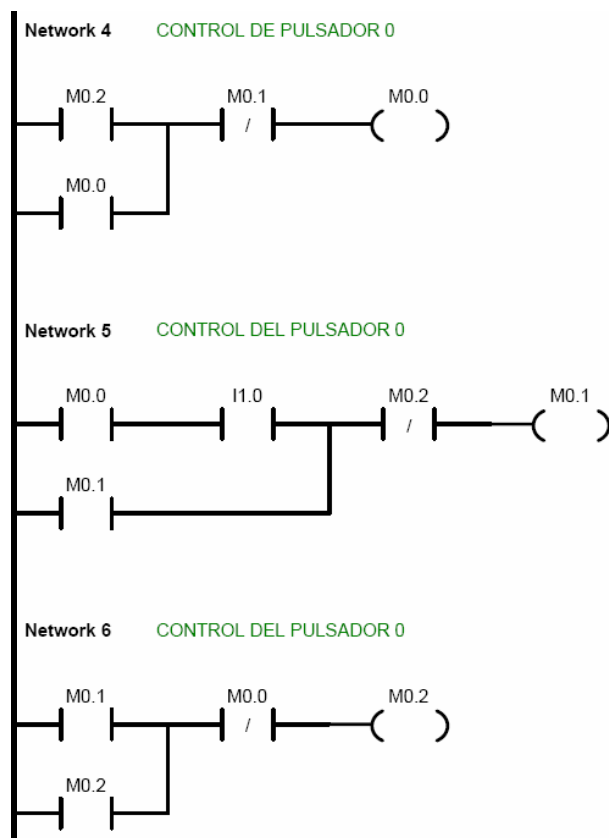 Network 4 CONTROL DE PULSADOR 0
M0.2 M0.1 M0.0
/
M0.0
Network 5 CONTROL DEL PULSADOR 0
M0.0 I1.0 M0.2 M0.1
/
M0.1
Network 6 CONTROL DEL PULSADOR 0
M0.1 M0.0 M0.2
/
M0.2